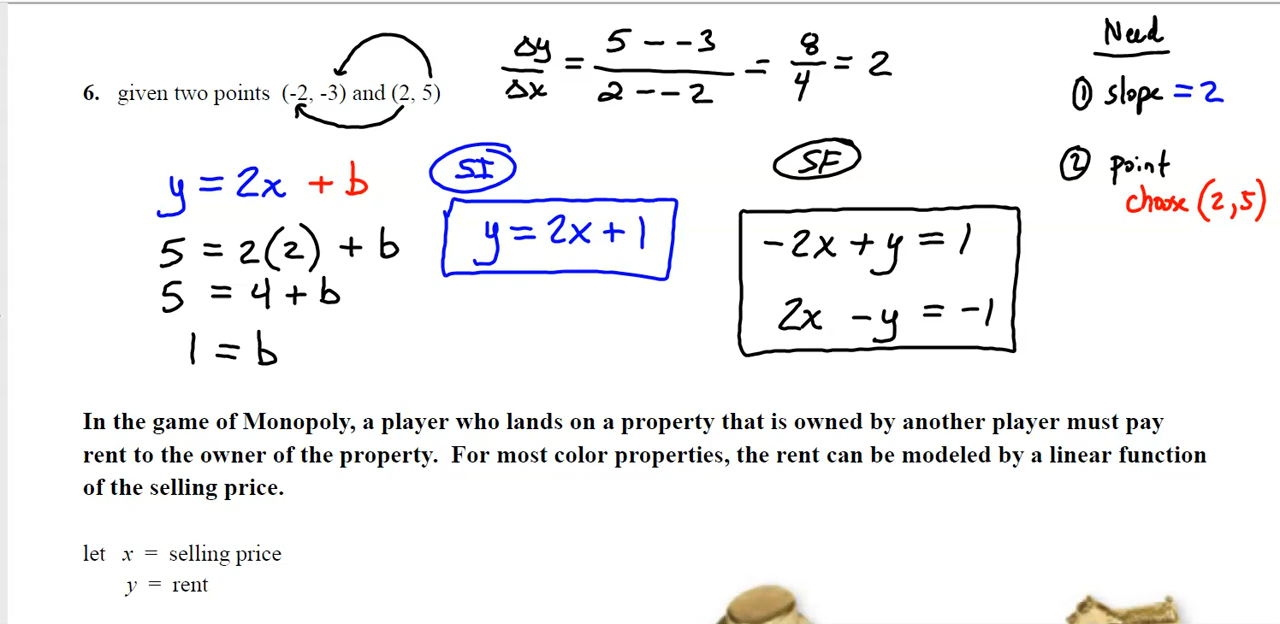 6. given two points (-2, -3) and (2, 5)
Δy/Δx = 5 - -3 / 2 - -2 = 8/4 = 2
Need
① slope = 2
② point
choose (2, 5)
y = 2x + b
5 = 2(2) + b
5 = 4 + b
1 = b
SI
y = 2x + 1
SF
-2x + y = 1
2x - y = -1
In the game of Monopoly, a player who lands on a property that is owned by another player must pay
rent to the owner of the property. For most color properties, the rent can be modeled by a linear function
of the selling price.
let x = selling price
y = rent